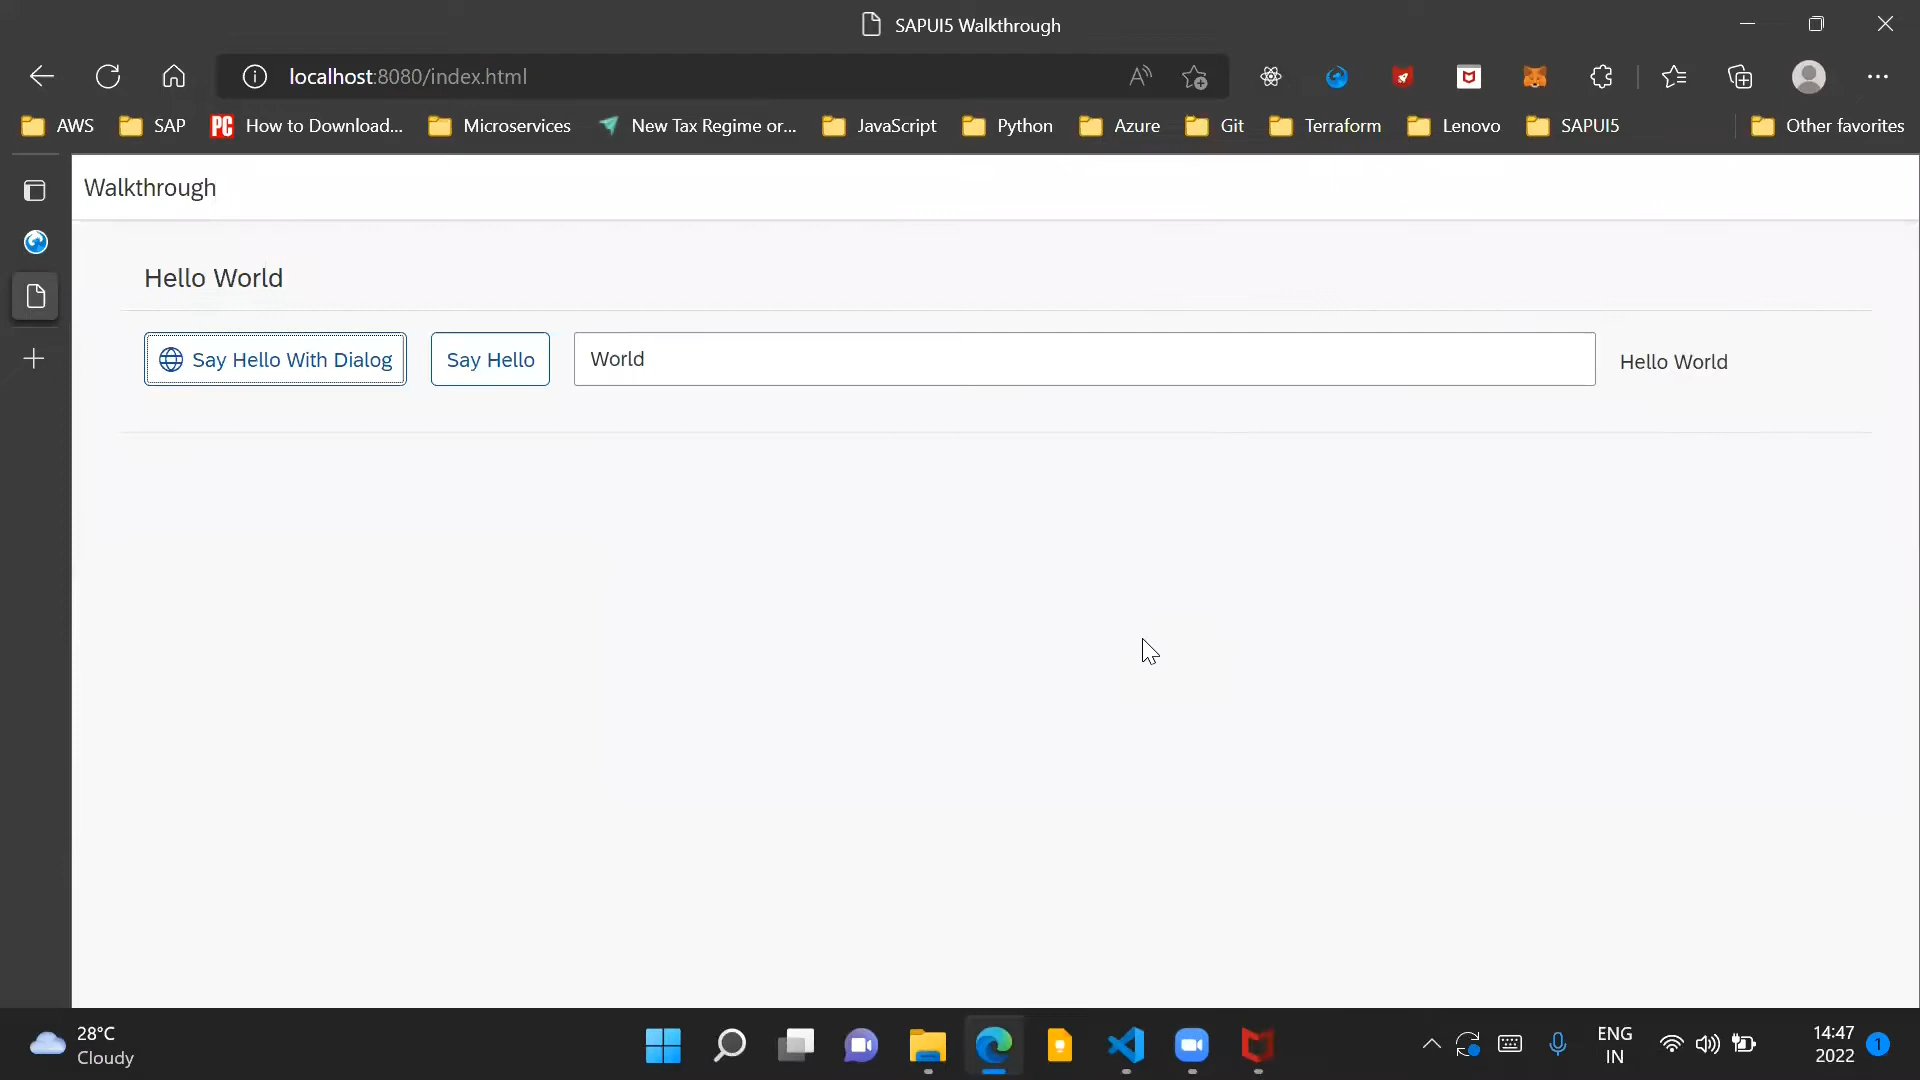 SAPUI5 Walkthrough
localhost:8080/index.html
AWS SAP PC How to Download... Microservices New Tax Regime or... JavaScript Python Azure Git Terraform Lenovo SAPUI5 Other favorites
Walkthrough
Hello World
Say Hello With Dialog Say Hello World Hello World
28°C ENG 14:47
Cloudy IN 2022 1